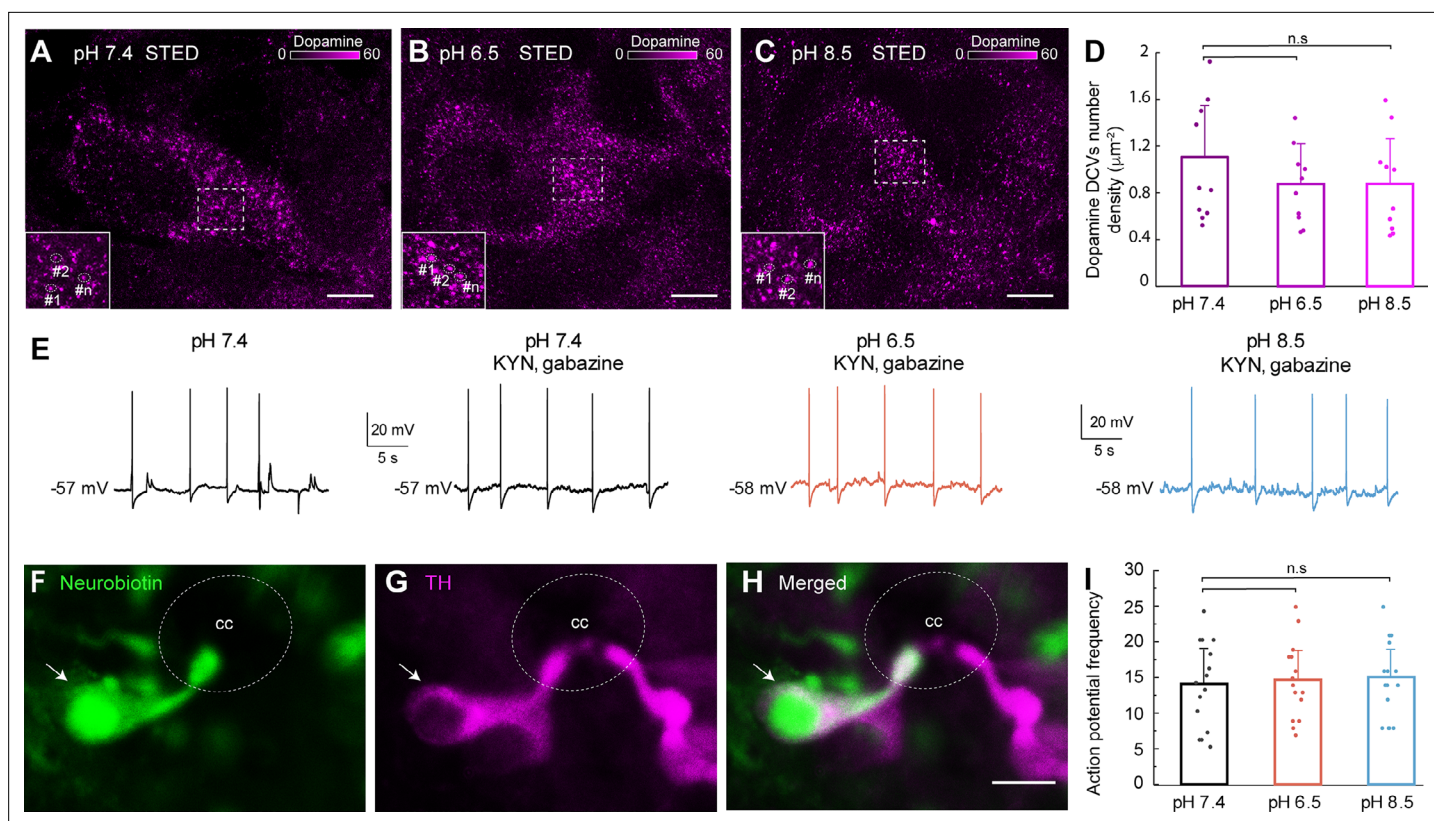 A pH 7.4 STED
Dopamine
0 60
#2
#1 #n
B pH 6.5 STED
Dopamine
0 60
#1
#2 #n
C pH 8.5 STED
Dopamine
0 60
#1 #n
#2
D
n.s
Dopamine DCVs number
density (μm-2)
2
1.6
1.2
0.8
0.4
0
pH 7.4 pH 6.5 pH 8.5
E
pH 7.4
-57 mV
20 mV
5 s
pH 7.4
KYN, gabazine
-57 mV
pH 6.5
KYN, gabazine
-58 mV
20 mV
5 s
pH 8.5
KYN, gabazine
-58 mV
F Neurobiotin
cc
G TH
cc
H Merged
cc
I
n.s
Action potential frequency
30
25
20
15
10
5
0
pH 7.4 pH 6.5 pH 8.5